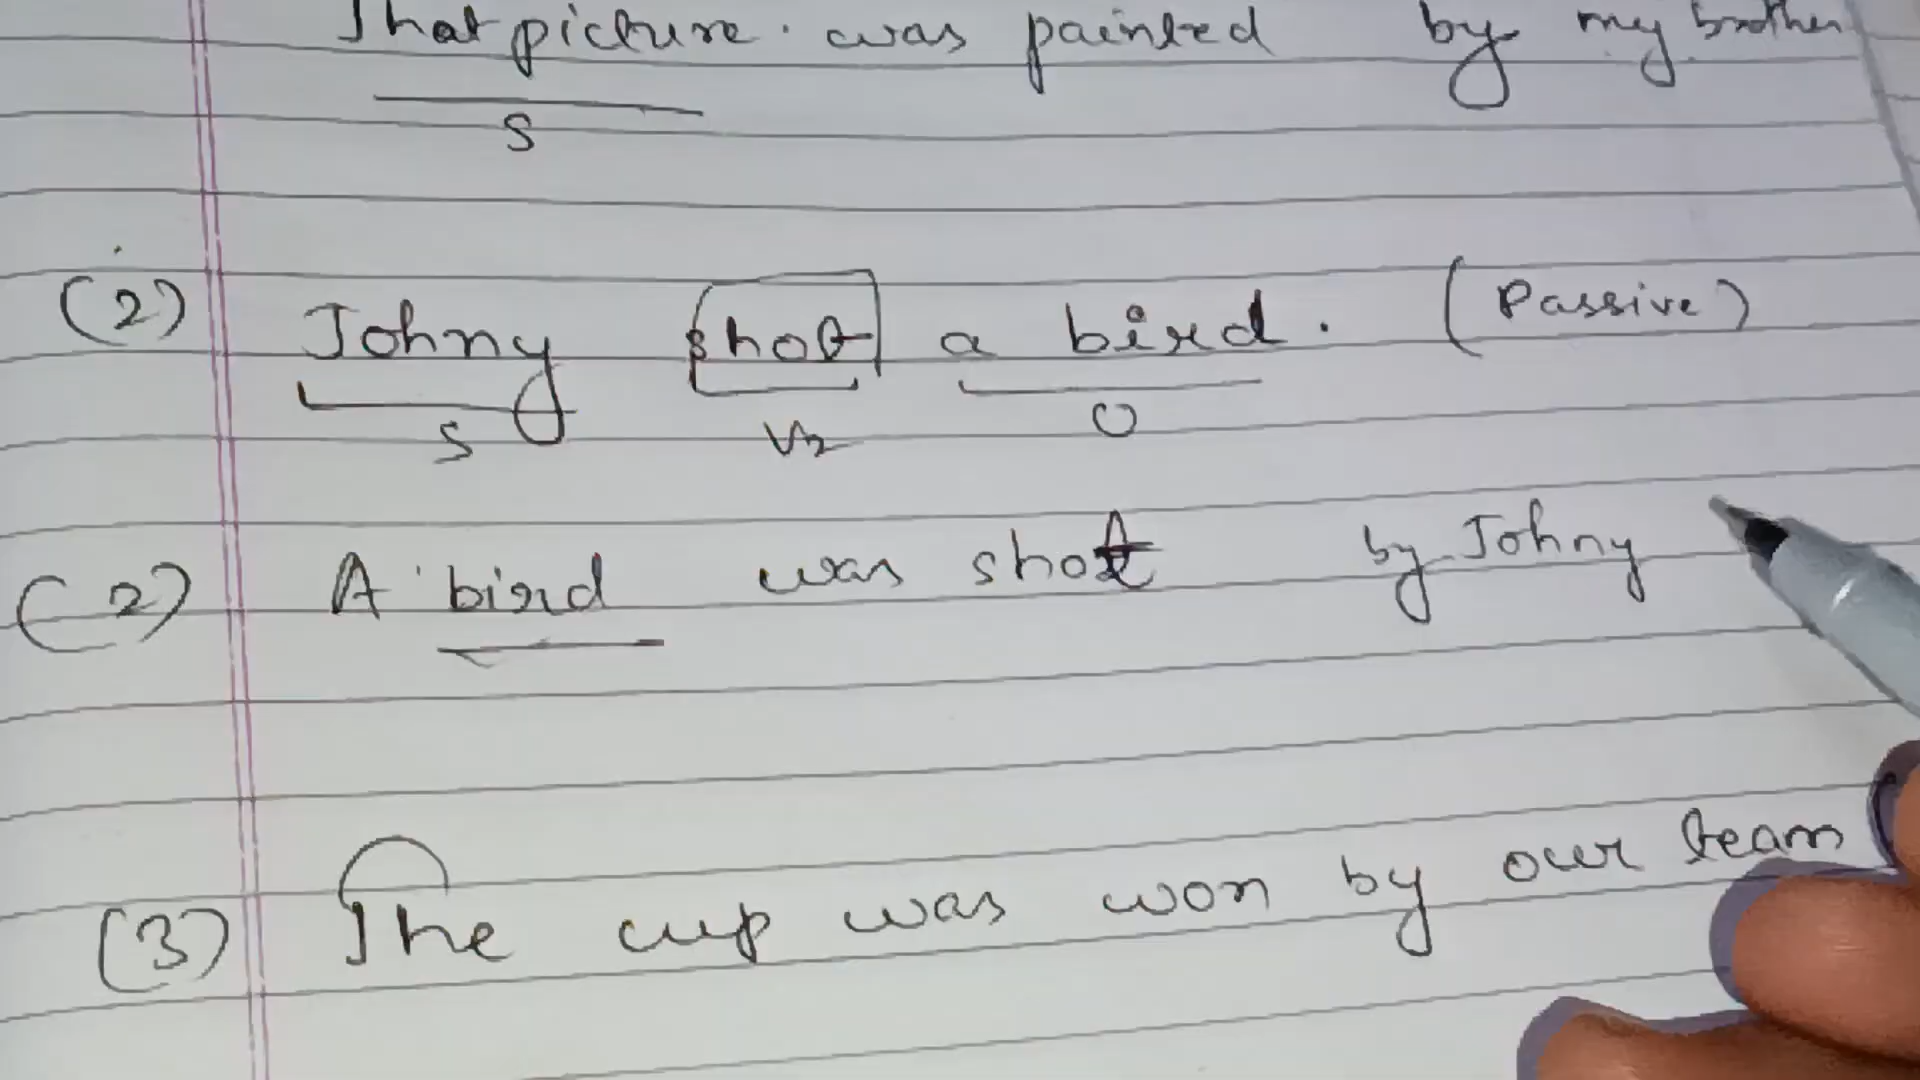 That picture. was painted by my brother
S
(2) Johny shot a bird. (Passive)
S V2 O
(2) A bird was shot by Johny
(3) The cup was won by our team